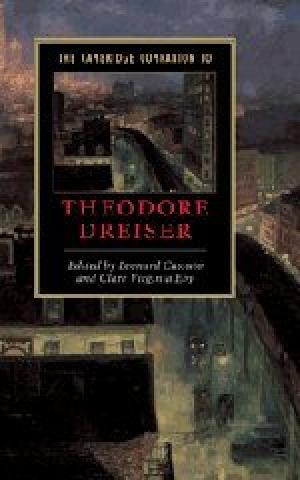 THE CAMBRIDGE COMPANION TO
THEODORE
DREISER
Edited by Leonard Cassuto
and Clare Virginia Eby